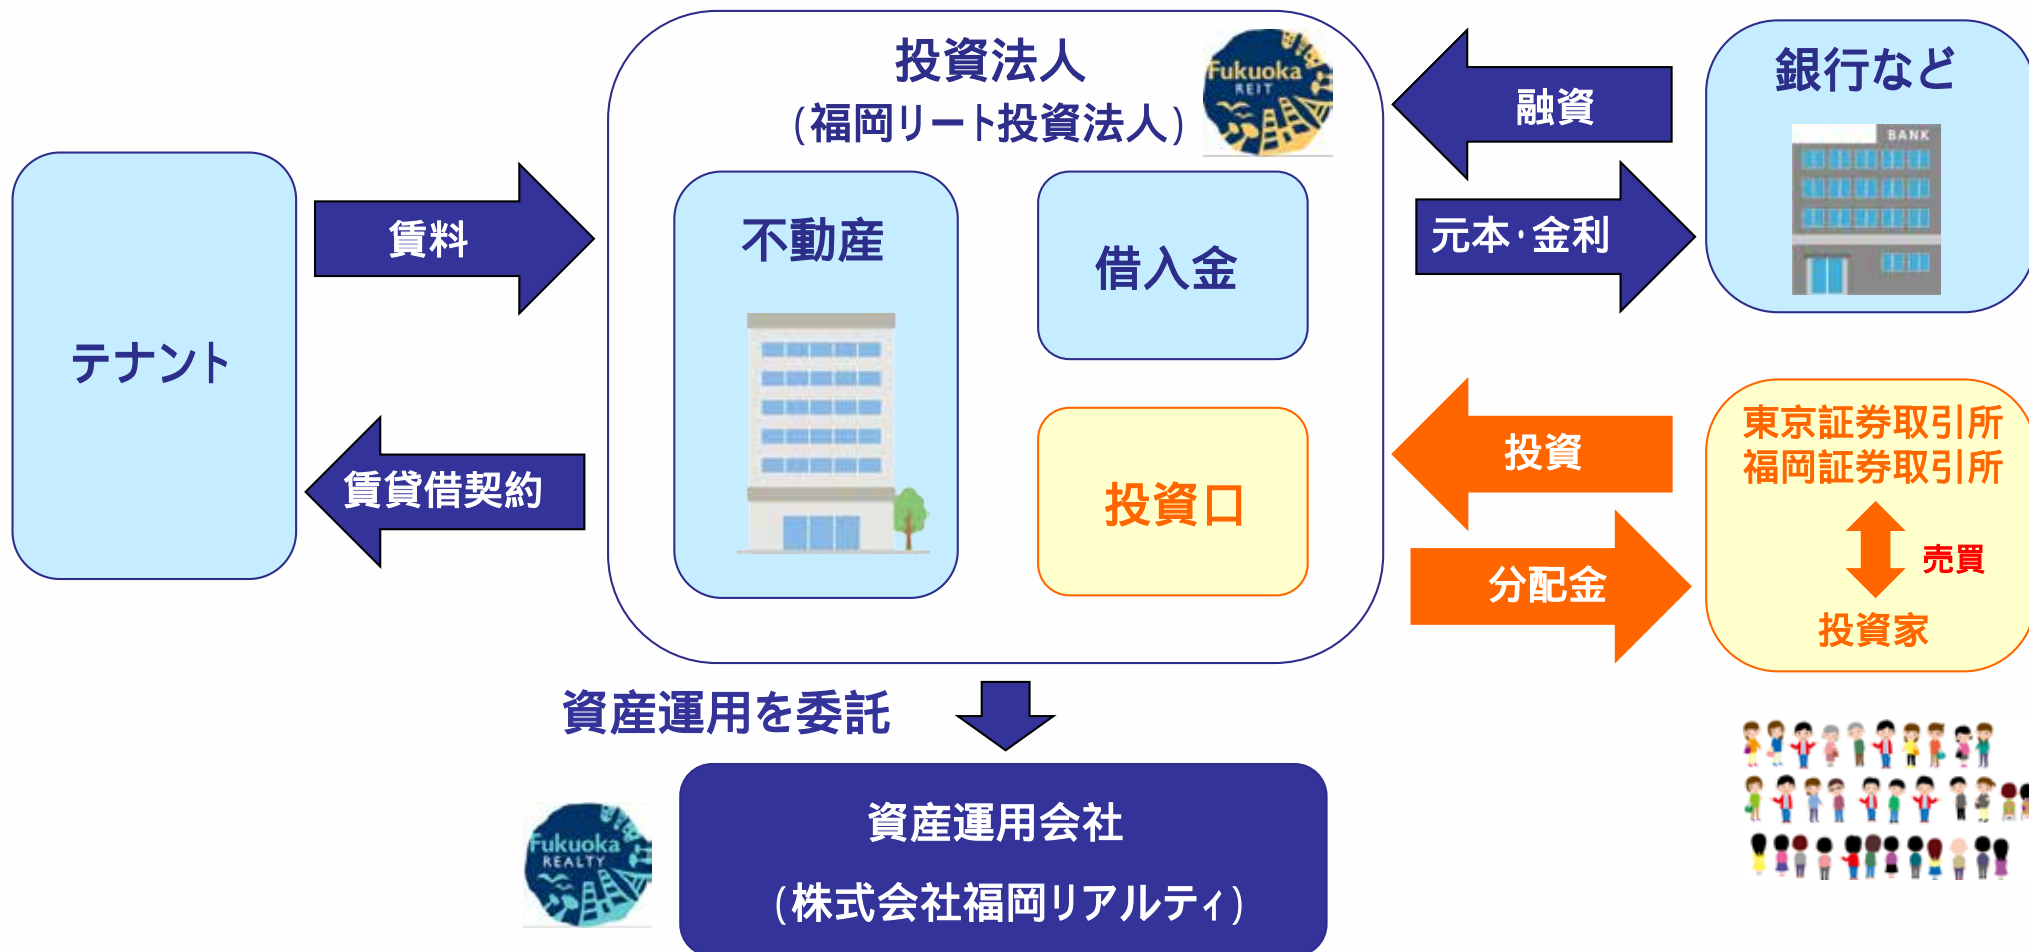 投資法人
(福岡リート投資法人)
Fukuoka
REIT
銀行など
BANK
融資
元本・金利
テナント
賃料
賃貸借契約
不動産
借入金
投資口
投資
分配金
東京証券取引所
福岡証券取引所
売買
投資家
資産運用を委託
Fukuoka
REALTY
資産運用会社
(株式会社福岡リアルティ)